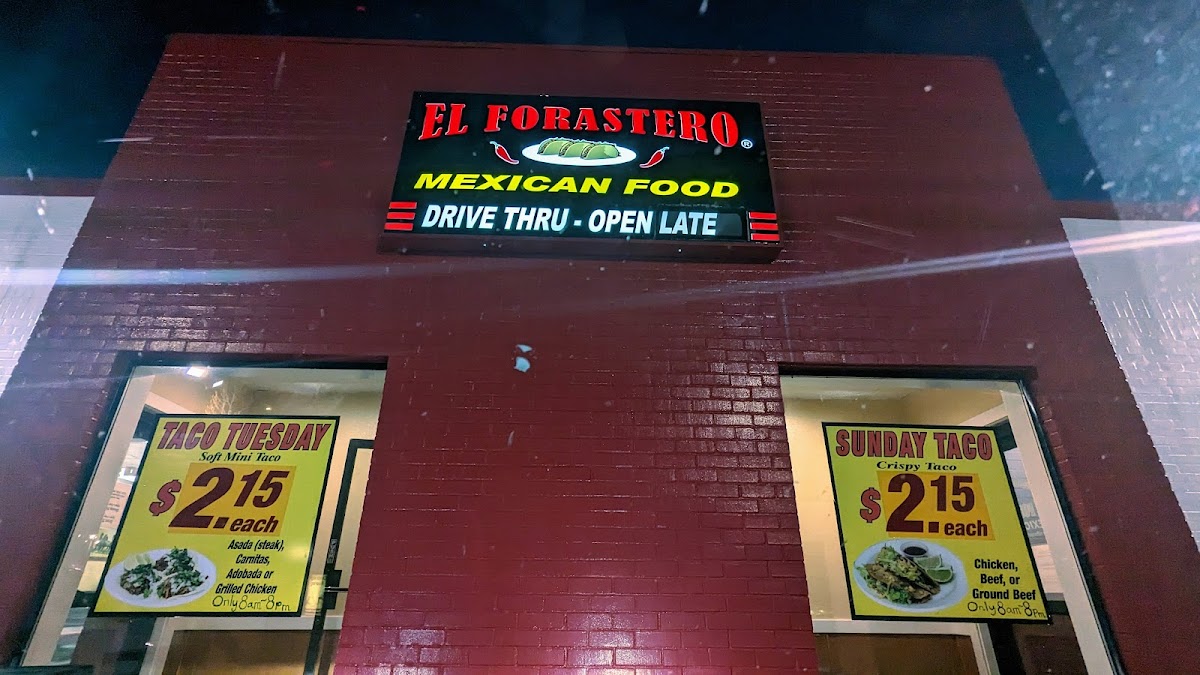 EL FORASTERO®
MEXICAN FOOD
DRIVE THRU - OPEN LATE
TACO TUESDAY
Soft Mini Taco
$2.15
each
Asada (steak),
Carnitas,
Adobada or
Grilled Chicken
Only 8am-8pm
SUNDAY TACO
Crispy Taco
$2.15
each
Chicken,
Beef, or
Ground Beef
Only 8am-8pm